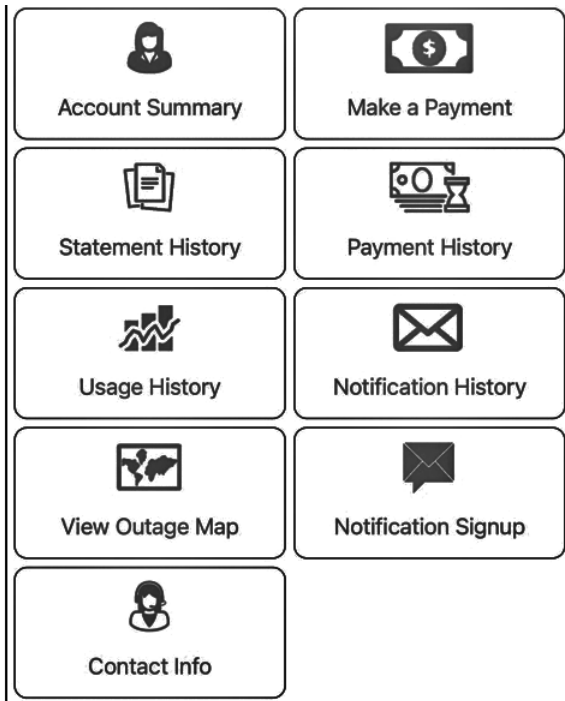 Account Summary
Make a Payment
Statement History
Payment History
Usage History
Notification History
View Outage Map
Notification Signup
Contact Info